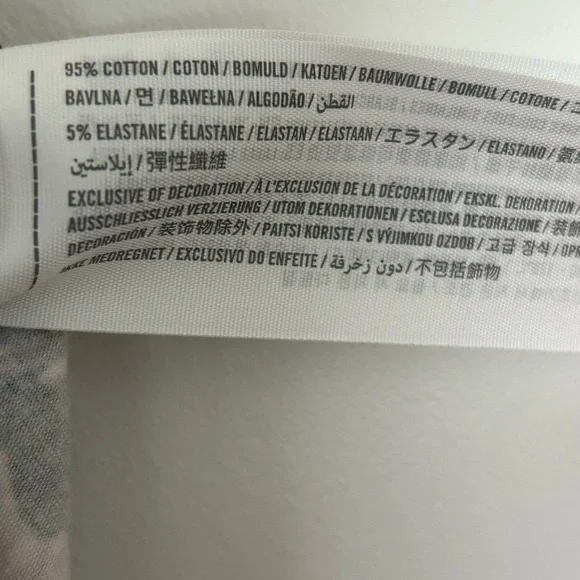 95% COTTON / COTON / BOMULD / KATOEN / BAUMWOLLE / BOMULL / COTONE /
BAVLNA / 면 / BAWEŁNA / ALGODÃO / القطن
5% ELASTANE / ÉLASTANE / ELASTAN / ELASTAAN / エラスタン / ELASTANO /
إيلاستين / 彈性纖維
EXCLUSIVE OF DECORATION / À L'EXCLUSION DE LA DÉCORATION / EKSKL. DEKORATION /
AUSSCHLIESSLICH VERZIERUNG / UTOM DEKORATIONEN / ESCLUSA DECORAZIONE /
DECORACIÓN / 装饰物除外 / PAITSI KORISTE / S VÝJIMKOU OZDOB / 고급 장식 /
MEDREGNET / EXCLUSIVO DO ENFEITE / دون زخرفة / 不包括飾物